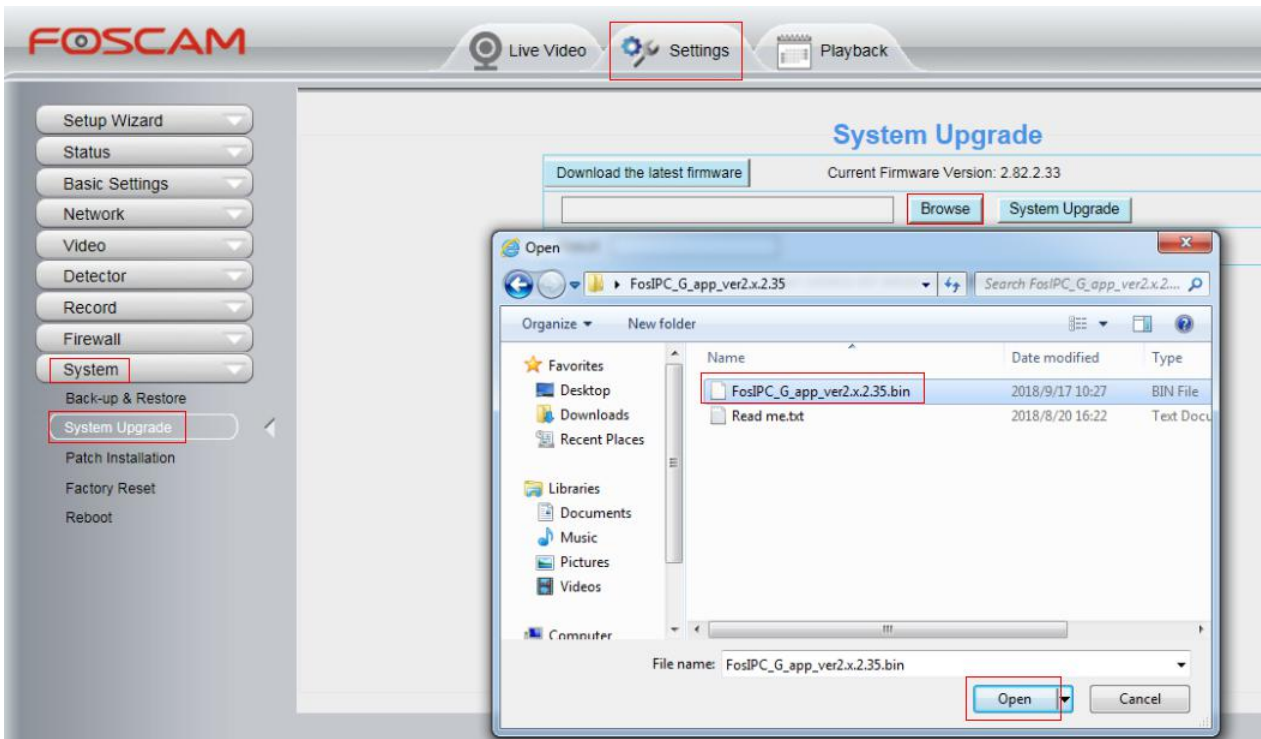 FOSCAM
Live Video
Settings
Playback
Setup Wizard
Status
Basic Settings
Network
Video
Detector
Record
Firewall
System
Back-up & Restore
System Upgrade
Patch Installation
Factory Reset
Reboot
System Upgrade
Download the latest firmware
Current Firmware Version: 2.82.2.33
Browse
System Upgrade
Open
FosIPC_G_app_ver2.x.2.35
Search FosIPC_G_app_ver2.x.2...
Organize
New folder
Name
Date modified
Type
Favorites
Desktop
Downloads
Recent Places
Libraries
Documents
Music
Pictures
Videos
Computer
FosIPC_G_app_ver2.x.2.35.bin
2018/9/17 10:27
BIN File
Read me.txt
2018/8/20 16:22
Text Docu
File name: FosIPC_G_app_ver2.x.2.35.bin
Open
Cancel